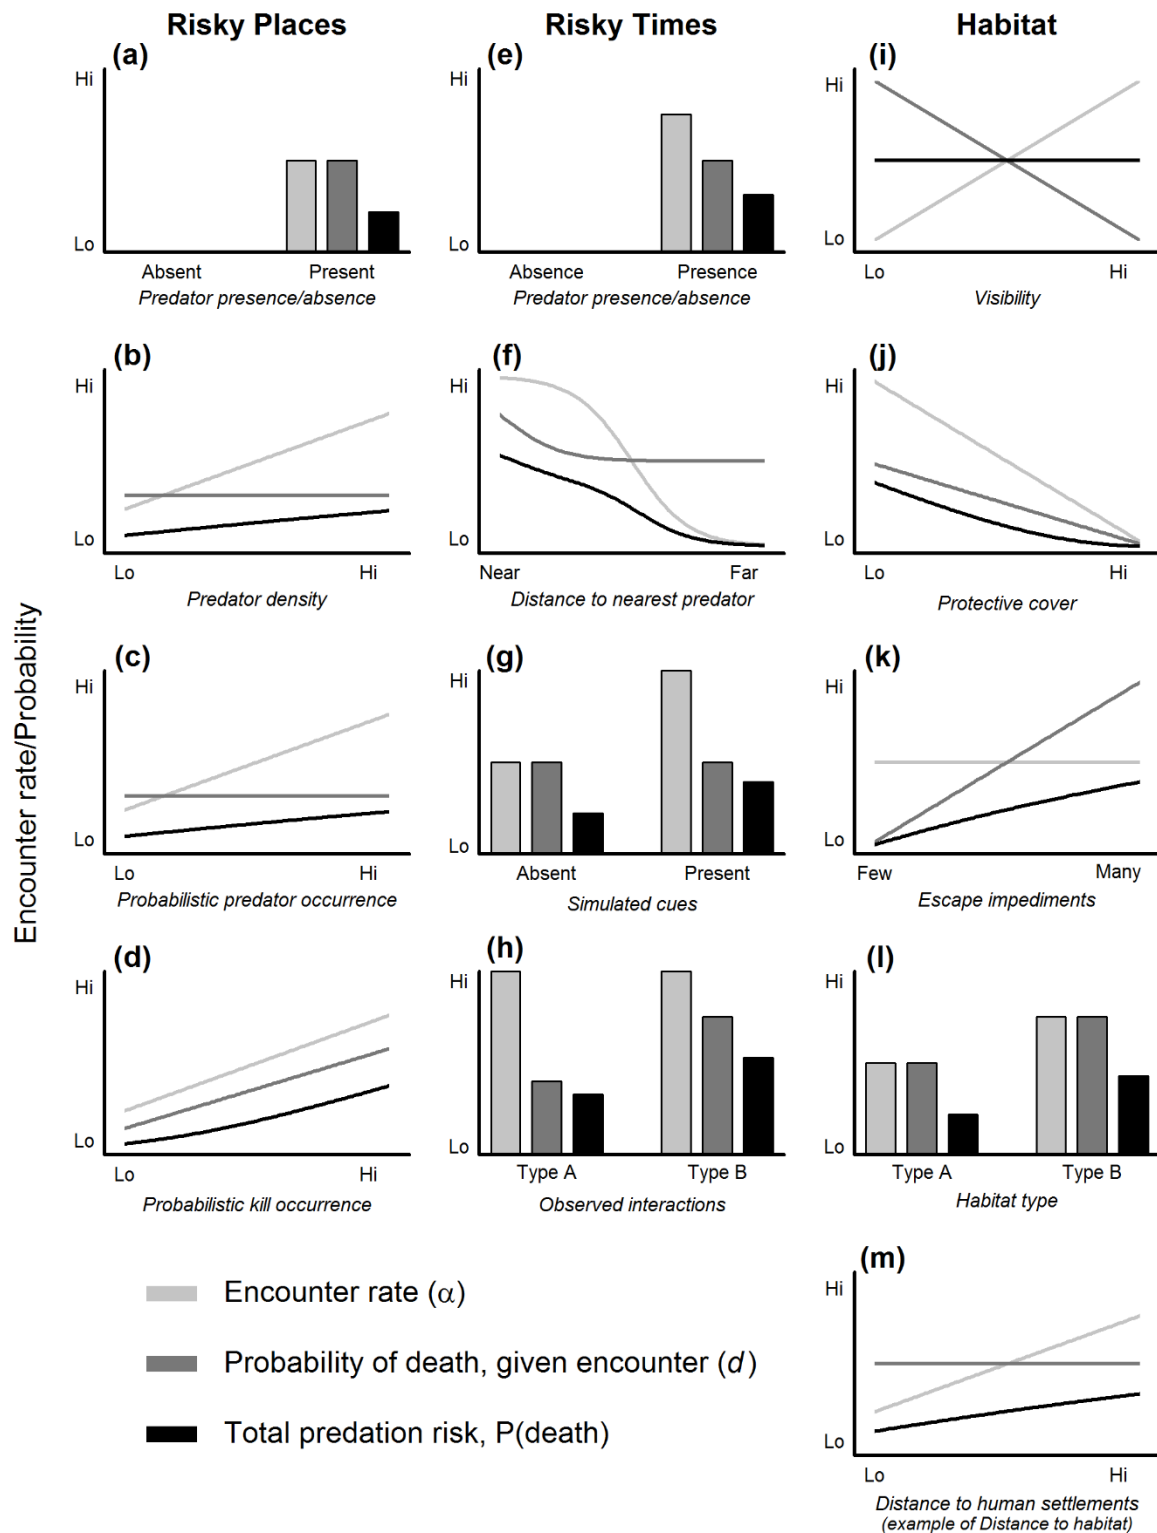 Risky Places
Risky Times
Habitat
Encounter rate/Probability
(a)
Hi
Lo
Absent
Present
Predator presence/absence
(e)
Absence
Presence
Predator presence/absence
(i)
Hi
Lo
Lo
Hi
Visibility
(b)
Hi
Lo
Lo
Hi
Predator density
(f)
Hi
Lo
Near
Far
Distance to nearest predator
(j)
Hi
Lo
Lo
Hi
Protective cover
(c)
Hi
Lo
Lo
Hi
Probabilistic predator occurrence
(g)
Hi
Lo
Absent
Present
Simulated cues
(k)
Hi
Lo
Few
Many
Escape impediments
(d)
Hi
Lo
Lo
Hi
Probabilistic kill occurrence
(h)
Hi
Lo
Type A
Type B
Observed interactions
(l)
Hi
Lo
Type A
Type B
Habitat type
(m)
Hi
Lo
Lo
Hi
Distance to human settlements
(example of Distance to habitat)
Encounter rate (α)
Probability of death, given encounter (d)
Total predation risk, P(death)